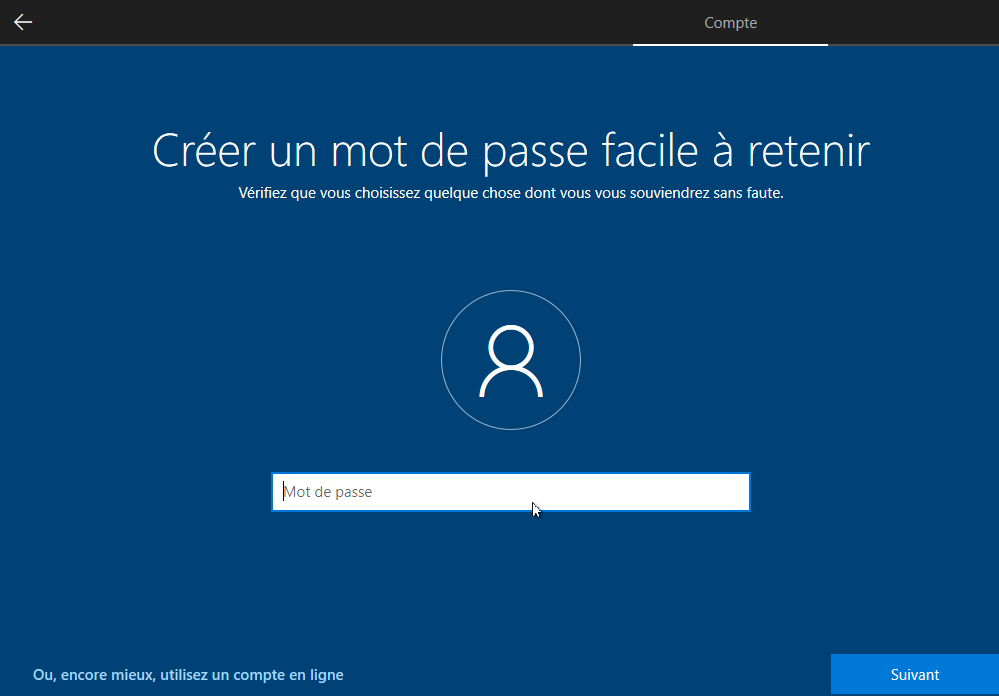 Compte
Créer un mot de passe facile à retenir
Vérifiez que vous choisissez quelque chose dont vous vous souviendrez sans faute.
Mot de passe
Ou, encore mieux, utilisez un compte en ligne
Suivant